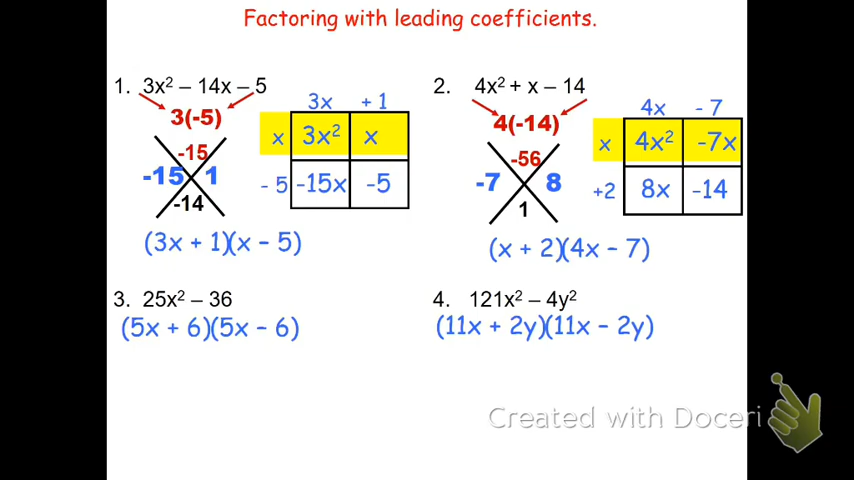 Factoring with leading coefficients.
1. 3x² – 14x – 5
3(-5)
-15
-15 1
-14
3x + 1
x 3x² x
- 5 -15x -5
(3x + 1)(x – 5)
2. 4x² + x – 14
4(-14)
-56
-7 8
1
4x - 7
x 4x² -7x
+2 8x -14
(x + 2)(4x – 7)
3. 25x² – 36
(5x + 6)(5x – 6)
4. 121x² – 4y²
(11x + 2y)(11x – 2y)
Created with Doceri